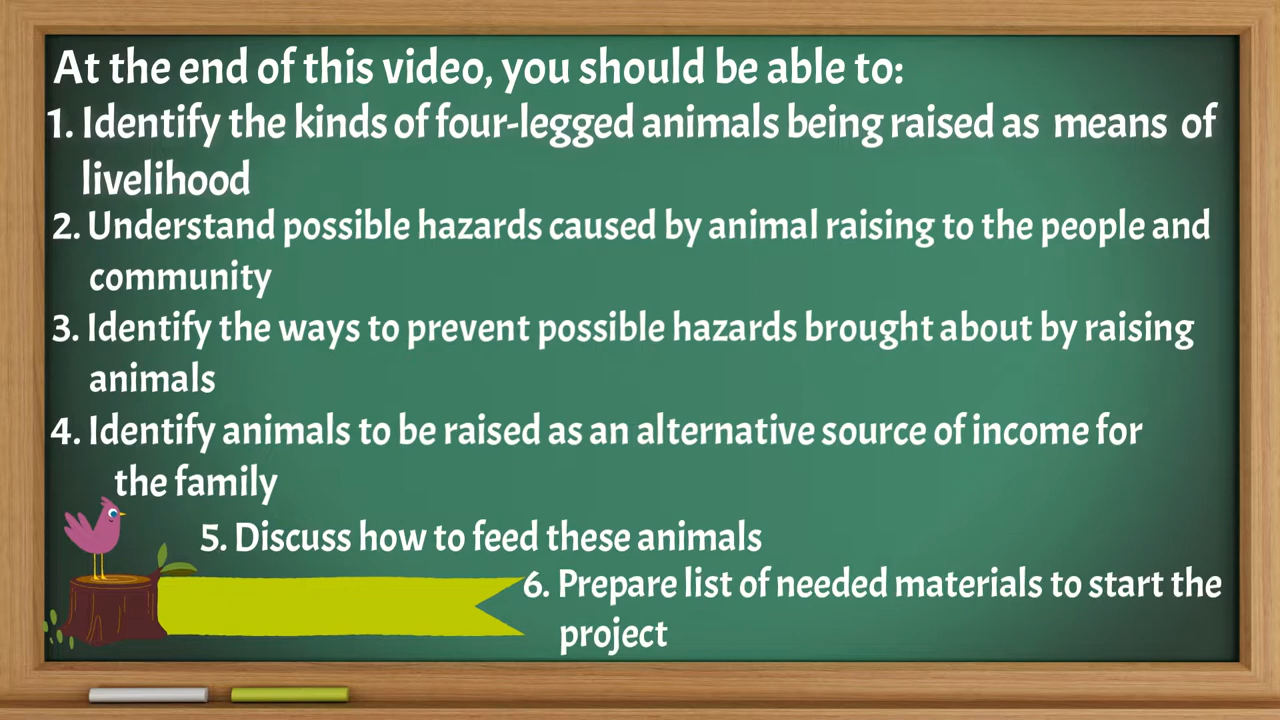 At the end of this video, you should be able to:
1. Identify the kinds of four-legged animals being raised as means of
livelihood
2. Understand possible hazards caused by animal raising to the people and
community
3. Identify the ways to prevent possible hazards brought about by raising
animals
4. Identify animals to be raised as an alternative source of income for
the family
5. Discuss how to feed these animals
6. Prepare list of needed materials to start the
project